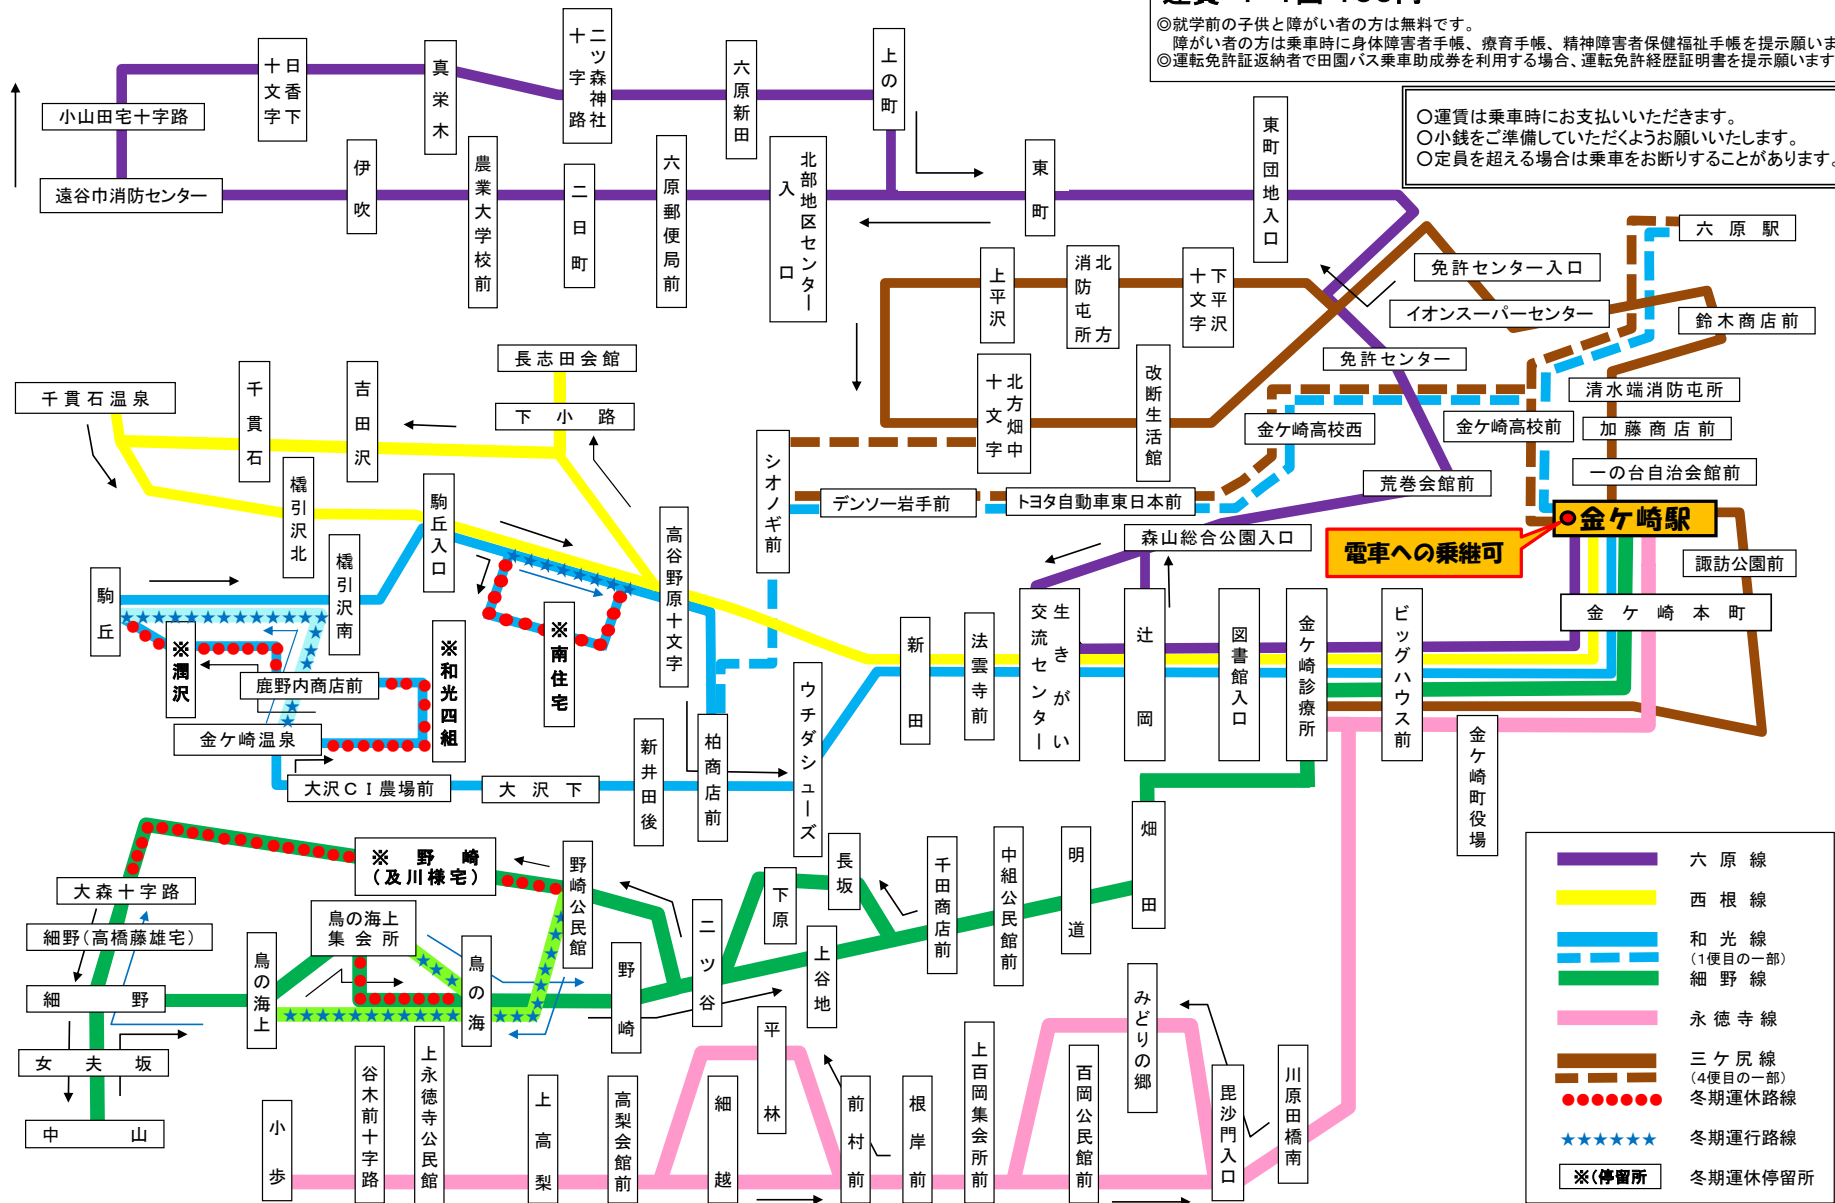 ◎就学前の子供と障がい者の方は無料です。
障がい者の方は乗車時に身体障害者手帳、療育手帳、精神障害者保健福祉手帳を提示願いま
◎運転免許証返納者で田園バス乗車助成券を利用する場合、運転免許経歴証明書を提示願います
○運賃は乗車時にお支払いいただきます。
○小銭をご準備していただくようお願いいたします。
○定員を超える場合は乗車をお断りすることがあります。
小山田宅十字路
日香下十文字
真栄木
二ツ森神社十字路
六原新田
上の町
遠谷巾消防センター
伊吹
農業大学校前
二日町
六原郵便局前
北部地区センター入口
東町
東町団地入口
六原駅
免許センター入口
イオンスーパーセンター
鈴木商店前
上平沢
北方消防屯所
下平沢十文字
免許センター
清水端消防屯所
加藤商店前
一の台自治会館前
北方畑中十文字
改断生活館
金ケ崎高校西
金ケ崎高校前
荒巻会館前
長志田会館
下小路
千貫石温泉
千貫石
吉田沢
橇引沢北
駒丘入口
橇引沢南
高谷野原十文字
シオノギ前
デンソー岩手前
トヨタ自動車東日本前
森山総合公園入口
金ケ崎駅
電車への乗継可
諏訪公園前
金ケ崎本町
駒丘
※潤沢
鹿野内商店前
金ケ崎温泉
※和光四組
※南住宅
大沢CI農場前
大沢下
新井田後
柏商店前
ウチダシューズ
新田
法雲寺前
生きがい交流センター
辻岡
図書館入口
金ケ崎診療所
ビッグハウス前
金ケ崎町役場
※野崎
(及川様宅)
大森十字路
細野(高橋藤雄宅)
細野
女夫坂
中山
鳥の海上
鳥の海上
集会所
鳥の海
野崎公民館
野崎
二ツ谷
下原
長坂
上谷地
千田商店前
中組公民館前
明道
畑田
小歩
谷木前十字路
上永徳寺公民館
上高梨
高梨会館前
細越
平林
前村前
根岸前
上百岡集会所前
百岡公民館前
みどりの郷
毘沙門入口
川原田橋南
六原線
西根線
和光線
(1便目の一部)
細野線
永徳寺線
三ケ尻線
(4便目の一部)
冬期運休路線
冬期運行路線
※(停留所
冬期運休停留所